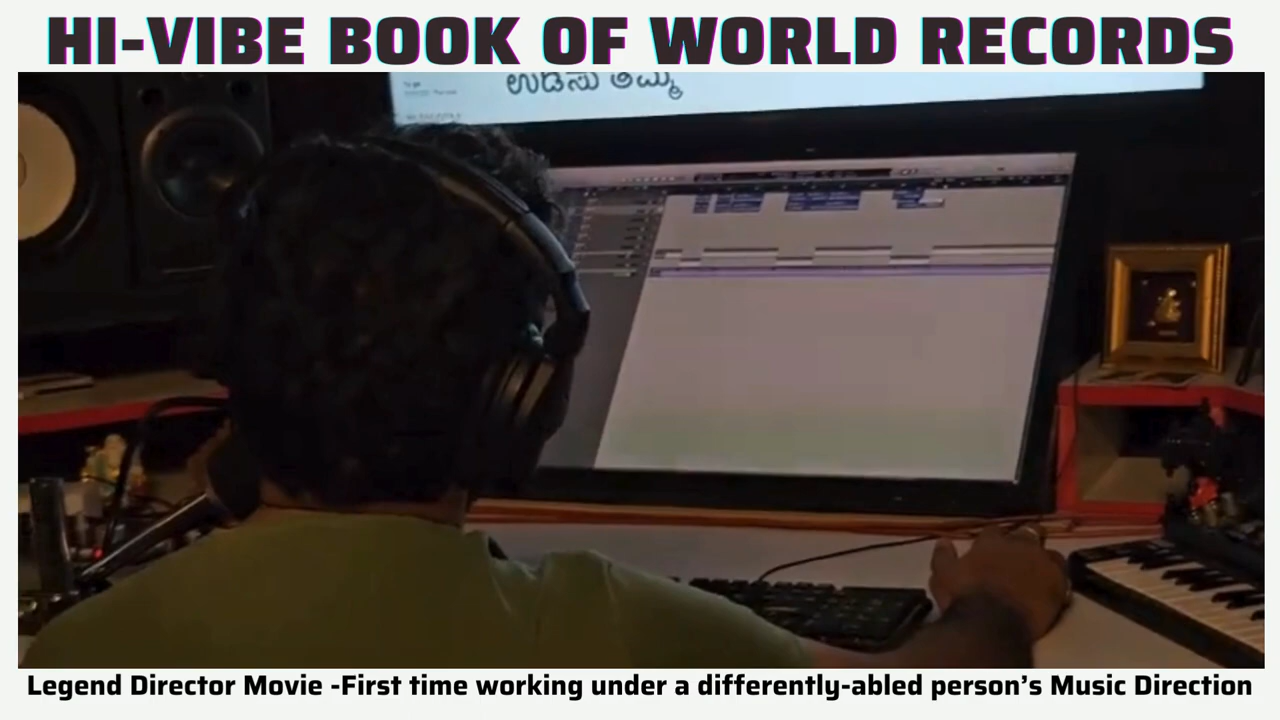 HI-VIBE BOOK OF WORLD RECORDS
ಉಡಿಸು ಅಮ್ಮ
Legend Director Movie -First time working under a differently-abled person’s Music Direction